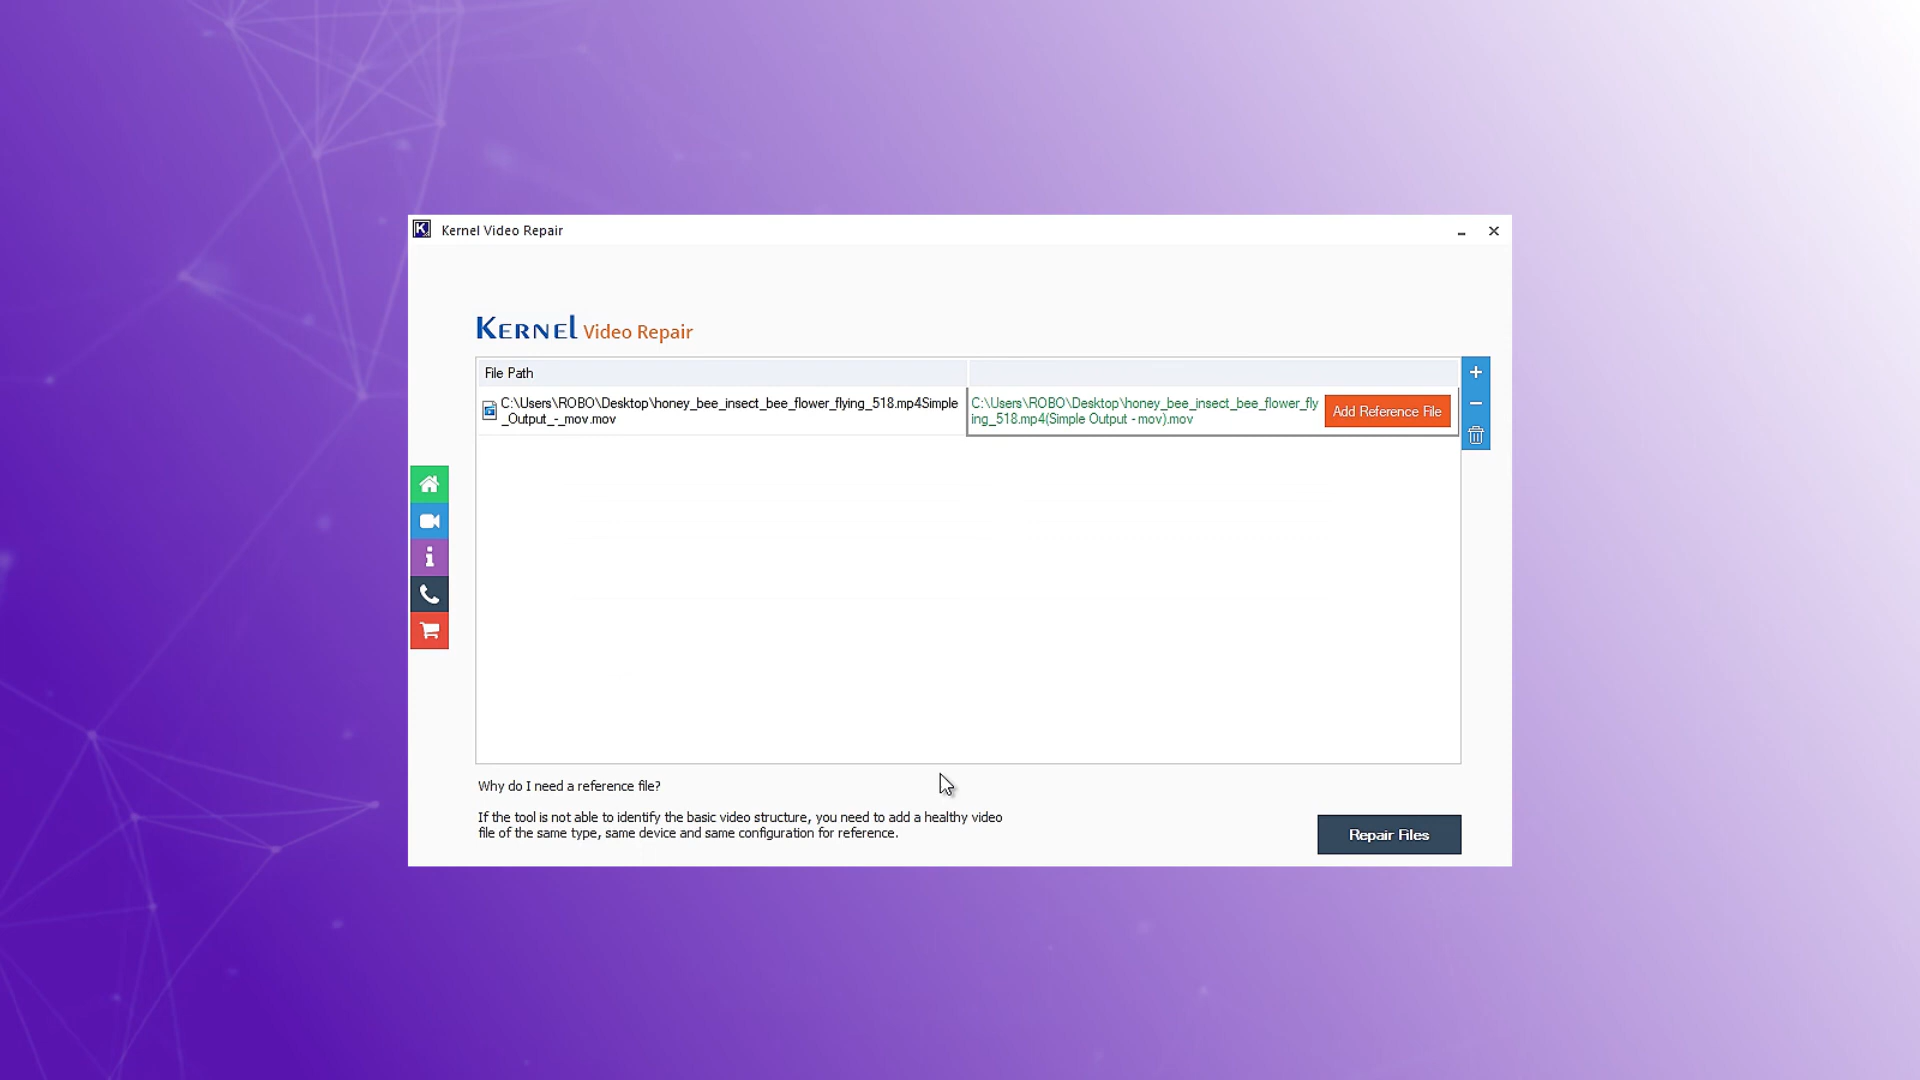 Kernel Video Repair
KERNEL Video Repair
File Path
C:\Users\ROBO\Desktop\honey_bee_insect_bee_flower_flying_518.mp4Simple
_Output_-_mov.mov
C:\Users\ROBO\Desktop\honey_bee_insect_bee_flower_fly
ing_518.mp4(Simple Output - mov).mov
Add Reference File
Why do I need a reference file?
If the tool is not able to identify the basic video structure, you need to add a healthy video
file of the same type, same device and same configuration for reference.
Repair Files